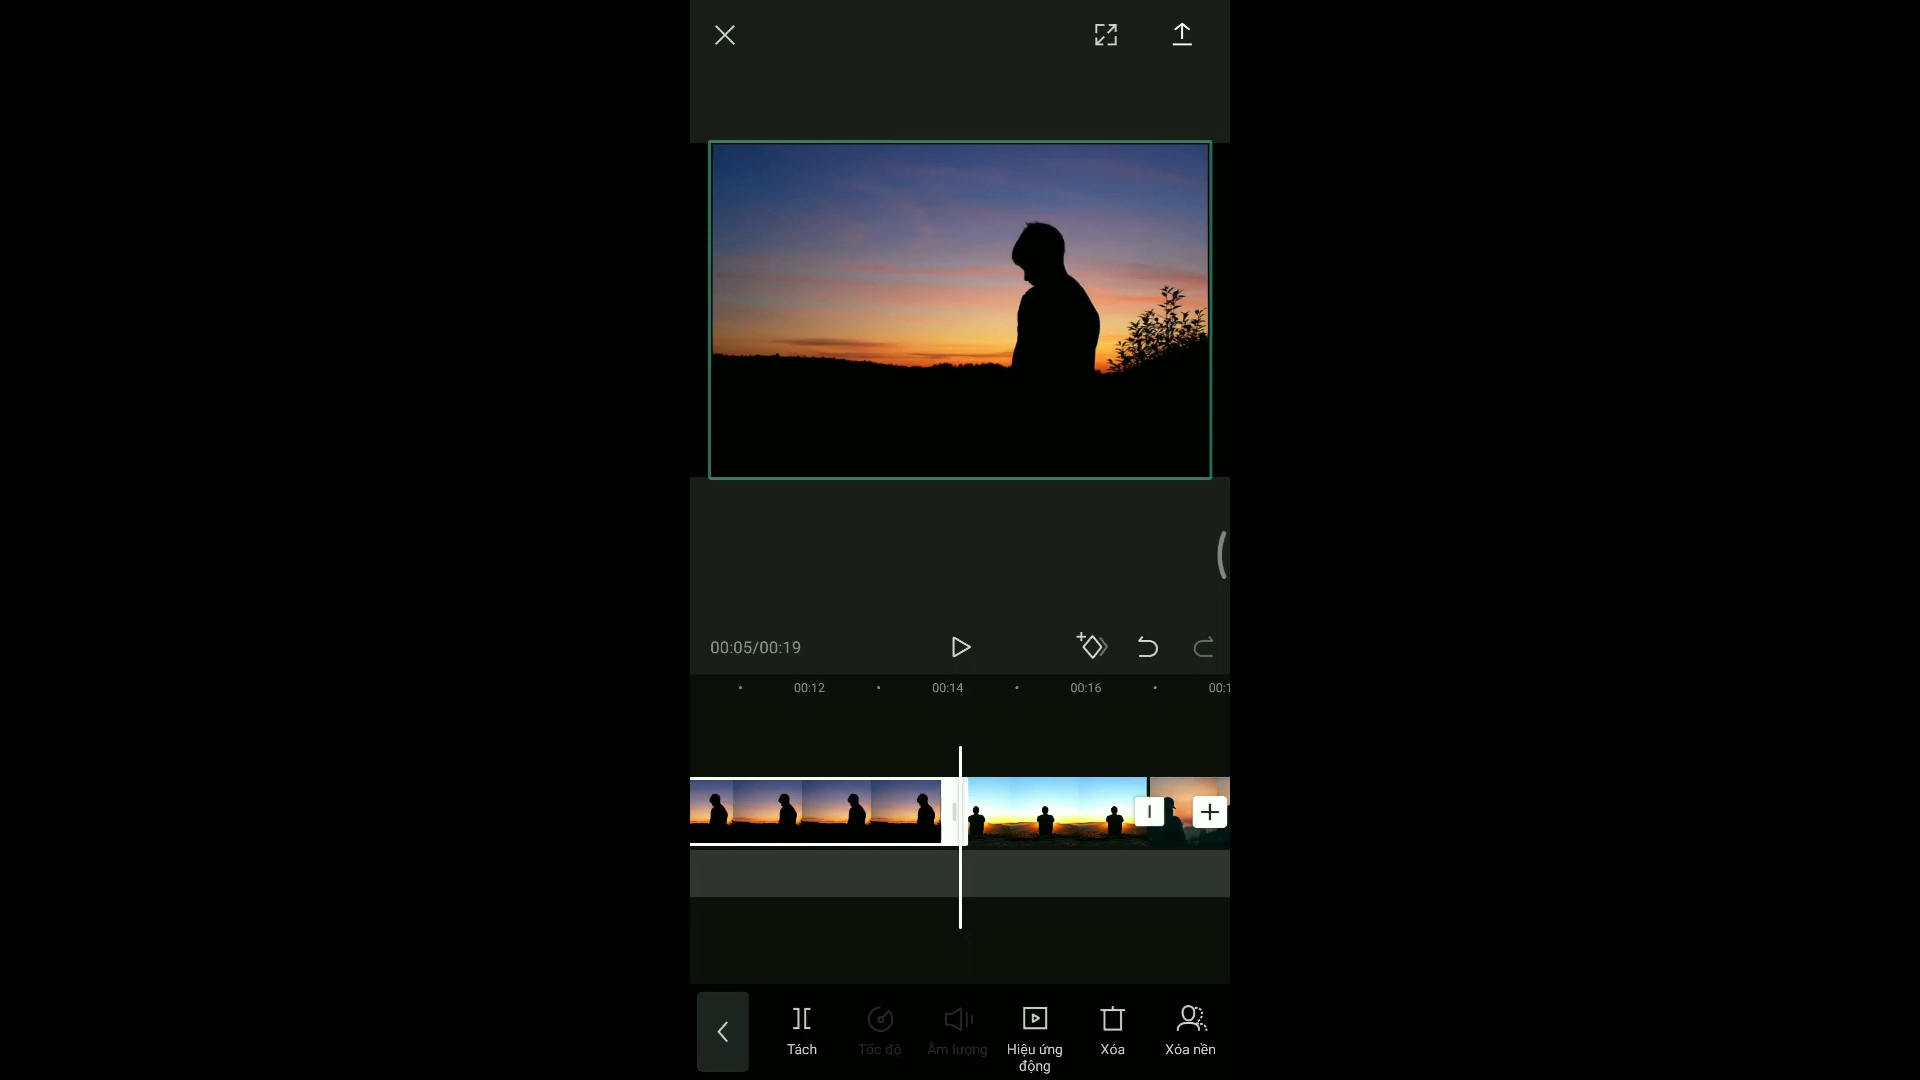 00:05/00:19
00:12 00:14 00:16
Tách Tốc độ Âm lượng Hiệu ứng động Xóa Xóa nền